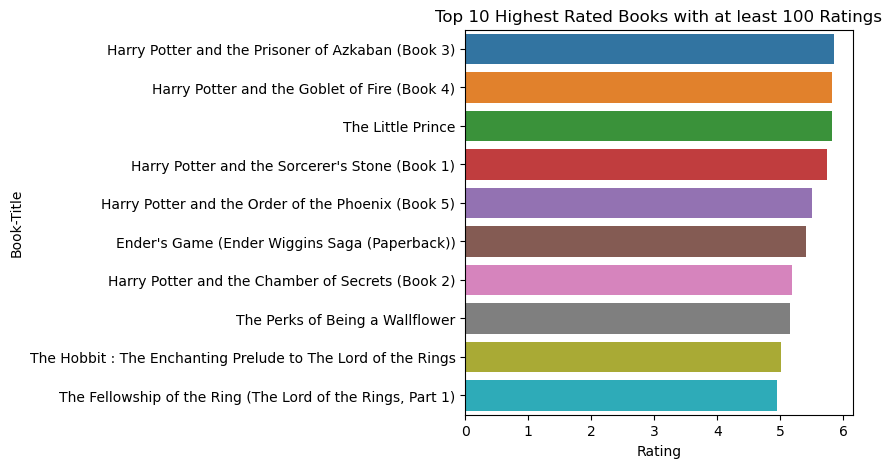 Top 10 Highest Rated Books with at least 100 Ratings
Book-Title
Harry Potter and the Prisoner of Azkaban (Book 3)
Harry Potter and the Goblet of Fire (Book 4)
The Little Prince
Harry Potter and the Sorcerer's Stone (Book 1)
Harry Potter and the Order of the Phoenix (Book 5)
Ender's Game (Ender Wiggins Saga (Paperback))
Harry Potter and the Chamber of Secrets (Book 2)
The Perks of Being a Wallflower
The Hobbit : The Enchanting Prelude to The Lord of the Rings
The Fellowship of the Ring (The Lord of the Rings, Part 1)
0 1 2 3 4 5 6
Rating